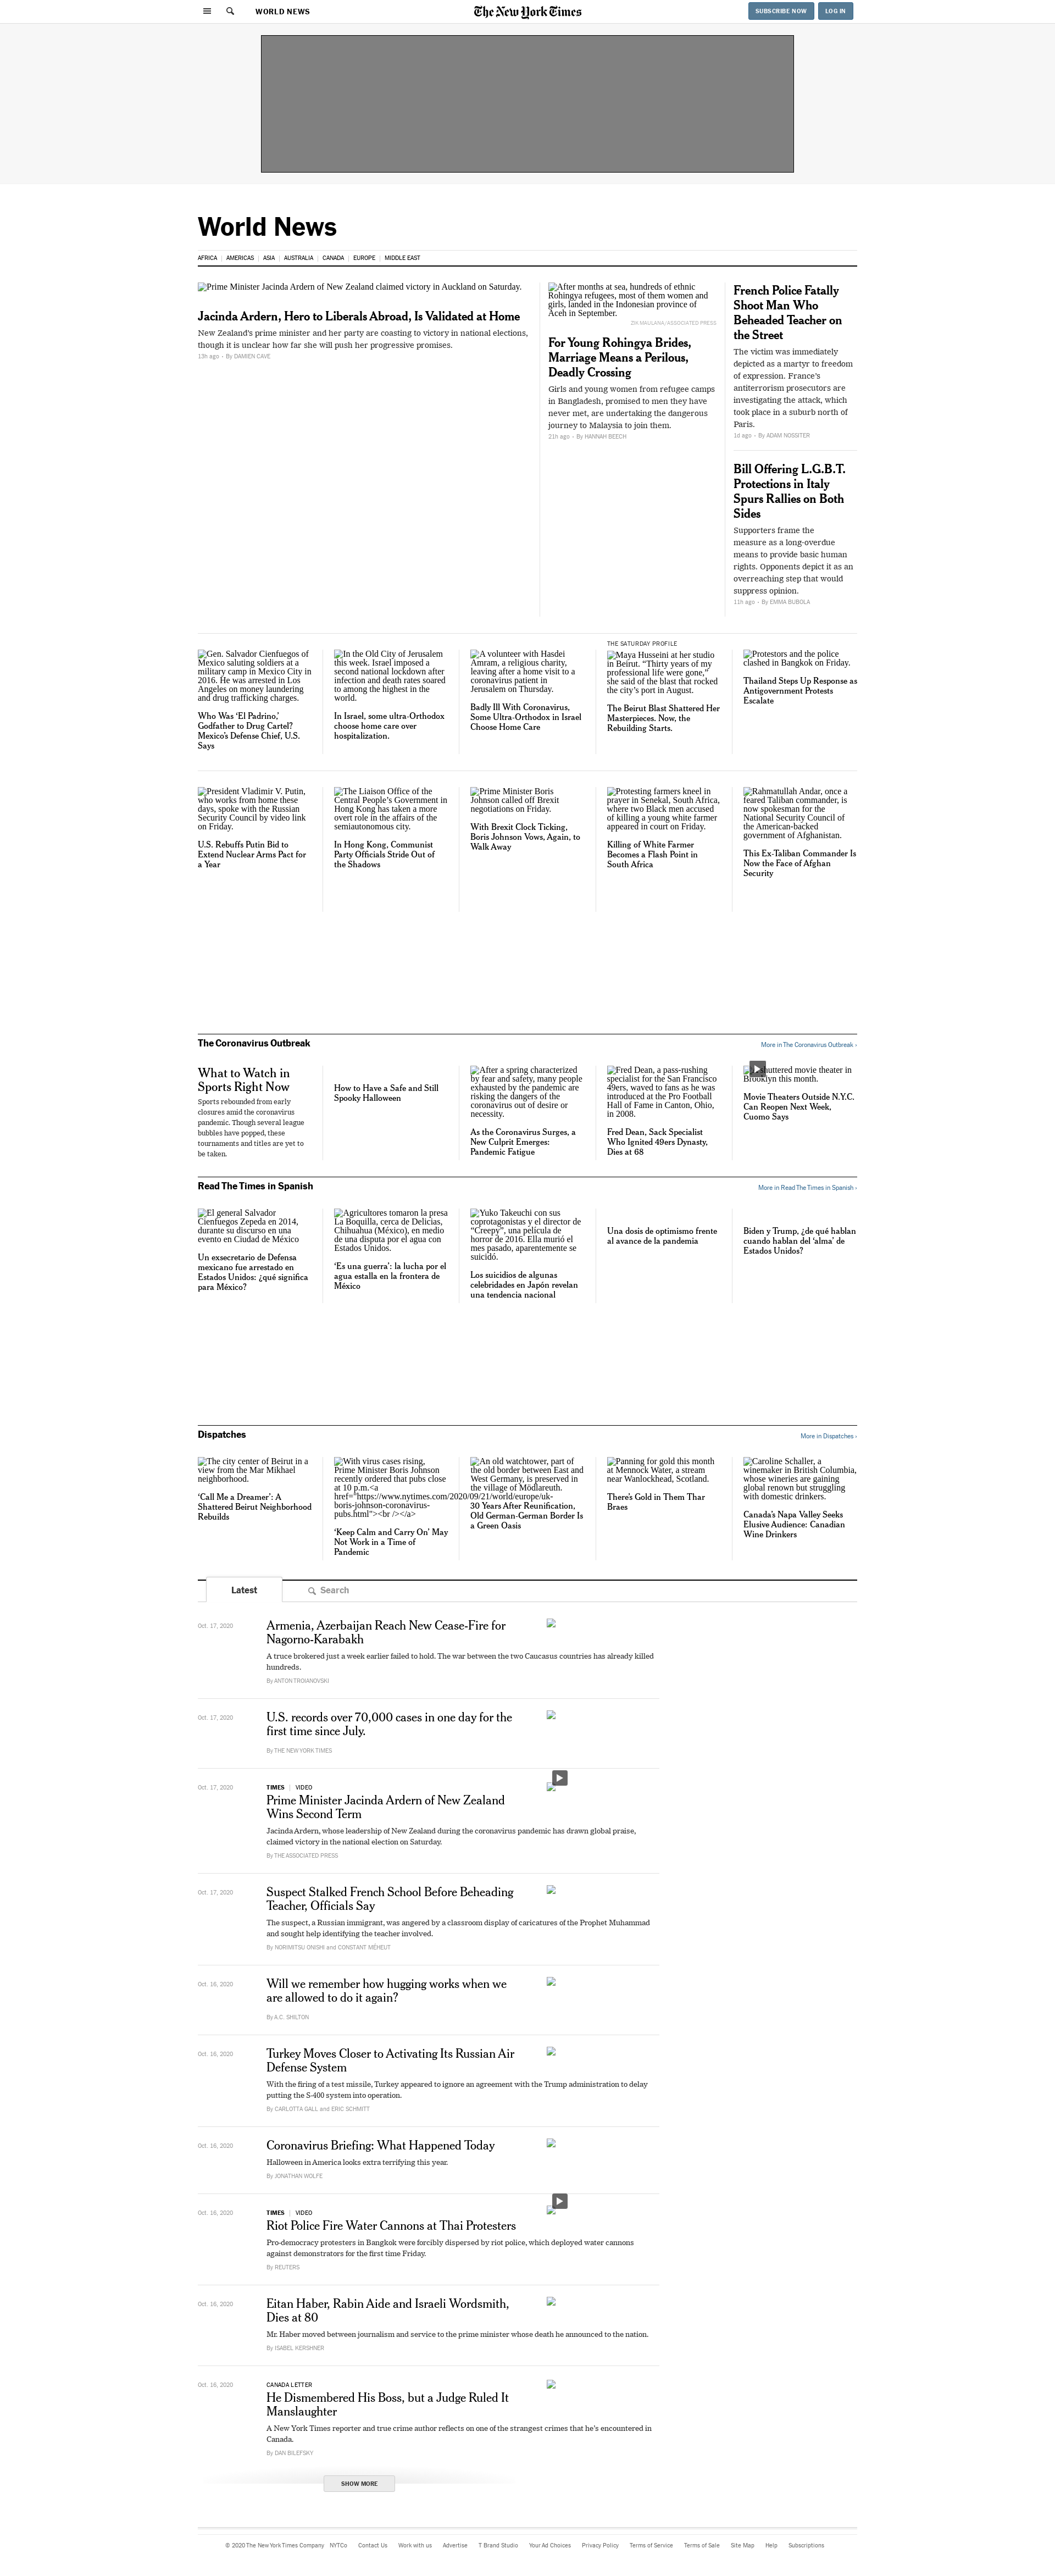 WORLD NEWS
The New York Times
SUBSCRIBE NOW
LOG IN
World News
AFRICA | AMERICAS | ASIA | AUSTRALIA | CANADA | EUROPE | MIDDLE EAST
Prime Minister Jacinda Ardern of New Zealand claimed victory in Auckland on Saturday.
Jacinda Ardern, Hero to Liberals Abroad, Is Validated at Home
New Zealand's prime minister and her party are coasting to victory in national elections,
though it is unclear how far she will push her progressive promises.
13h ago – By DAMIEN CAVE
After months at sea, hundreds of ethnic
Rohingya refugees, most of them women and
girls, landed in the Indonesian province of
Aceh in September.
ZIK MAULANA/ASSOCIATED PRESS
For Young Rohingya Brides,
Marriage Means a Perilous,
Deadly Crossing
Girls and young women from refugee camps
in Bangladesh, promised to men they have
never met, are undertaking the dangerous
journey to Malaysia to join them.
21h ago – By HANNAH BEECH
French Police Fatally
Shoot Man Who
Beheaded Teacher on
the Street
The victim was immediately
depicted as a martyr to freedom
of expression. France's
antiterrorism prosecutors are
investigating the attack, which
took place in a suburb north of
Paris.
1d ago – By ADAM NOSSITER
Bill Offering L.G.B.T.
Protections in Italy
Spurs Rallies on Both
Sides
Supporters frame the
measure as a long-overdue
means to provide basic human
rights. Opponents depict it as an
overreaching step that would
suppress opinion.
11h ago – By EMMA BUBOLA
Gen. Salvador Cienfuegos of
Mexico saluting soldiers at a
military camp in Mexico City in
2016. He was arrested in Los
Angeles on money laundering
and drug trafficking charges.
Who Was 'El Padrino,'
Godfather to Drug Cartel?
Mexico's Defense Chief, U.S.
Says
In the Old City of Jerusalem
this week. Israel imposed a
second national lockdown after
infection and death rates soared
to among the highest in the
world.
In Israel, some ultra-Orthodox
choose home care over
hospitalization.
A volunteer with Hasdei
Amram, a religious charity,
leaving after a home visit to a
coronavirus patient in
Jerusalem on Thursday.
Badly Ill With Coronavirus,
Some Ultra-Orthodox in Israel
Choose Home Care
THE SATURDAY PROFILE
Maya Husseini at her studio
in Beirut. "Thirty years of my
professional life were gone,"
she said of the blast that rocked
the city's port in August.
The Beirut Blast Shattered Her
Masterpieces. Now, the
Rebuilding Starts.
Protestors and the police
clashed in Bangkok on Friday.
Thailand Steps Up Response as
Antigovernment Protests
Escalate
President Vladimir V. Putin,
who works from home these
days, spoke with the Russian
Security Council by video link
on Friday.
U.S. Rebuffs Putin Bid to
Extend Nuclear Arms Pact for
a Year
The Liaison Office of the
Central People's Government in
Hong Kong has taken a more
overt role in the affairs of the
semiautonomous city.
In Hong Kong, Communist
Party Officials Stride Out of
the Shadows
Prime Minister Boris
Johnson called off Brexit
negotiations on Friday.
With Brexit Clock Ticking,
Boris Johnson Vows, Again, to
Walk Away
Protesting farmers kneel in
prayer in Senekal, South Africa,
where two Black men accused
of killing a young white farmer
appeared in court on Friday.
Killing of White Farmer
Becomes a Flash Point in
South Africa
Rahmatullah Andar, once a
feared Taliban commander, is
now spokesman for the
National Security Council of
the American-backed
government of Afghanistan.
This Ex-Taliban Commander Is
Now the Face of Afghan
Security
The Coronavirus Outbreak
More in The Coronavirus Outbreak ›
What to Watch in
Sports Right Now
Sports rebounded from early
closures amid the coronavirus
pandemic. Though several league
bubbles have popped, these
tournaments and titles are yet to
be taken.
How to Have a Safe and Still
Spooky Halloween
After a spring characterized
by fear and safety, many people
exhausted by the pandemic are
risking the dangers of the
coronavirus out of desire or
necessity.
As the Coronavirus Surges, a
New Culprit Emerges:
Pandemic Fatigue
Fred Dean, a pass-rushing
specialist for the San Francisco
49ers, waved to fans as he was
introduced at the Pro Football
Hall of Fame in Canton, Ohio,
in 2008.
Fred Dean, Sack Specialist
Who Ignited 49ers Dynasty,
Dies at 68
uttered movie theater in
Brooklyn this month.
Movie Theaters Outside N.Y.C.
Can Reopen Next Week,
Cuomo Says
Read The Times in Spanish
More in Read The Times in Spanish ›
El general Salvador
Cienfuegos Zepeda en 2014,
durante su discurso en una
evento en Ciudad de México
Un exsecretario de Defensa
mexicano fue arrestado en
Estados Unidos: ¿qué significa
para México?
Agricultores tomaron la presa
La Boquilla, cerca de Delicias,
Chihuahua (México), en medio
de una disputa por el agua con
Estados Unidos.
'Es una guerra': la lucha por el
agua estalla en la frontera de
México
Yuko Takeuchi con sus
coprotagonistas y el director de
"Creepy", una película de
horror de 2016. Ella murió el
mes pasado, aparentemente se
suicidó.
Los suicidios de algunas
celebridades en Japón revelan
una tendencia nacional
Una dosis de optimismo frente
al avance de la pandemia
Biden y Trump, ¿de qué hablan
cuando hablan del 'alma' de
Estados Unidos?
Dispatches
More in Dispatches ›
The city center of Beirut in a
view from the Mar Mikhael
neighborhood.
'Call Me a Dreamer': A
Shattered Beirut Neighborhood
Rebuilds
With virus cases rising,
Prime Minister Boris Johnson
recently ordered that pubs close
at 10 p.m.<a
href="https://www.nytimes.com/2020/09/21/world/europe/uk-
boris-johnson-coronavirus-
pubs.html"><br /></a>
'Keep Calm and Carry On' May
Not Work in a Time of
Pandemic
An old watchtower, part of
the old border between East and
West Germany, is preserved in
the village of Mödlareuth.
30 Years After Reunification,
Old German-German Border Is
a Green Oasis
Panning for gold this month
at Mennock Water, a stream
near Wanlockhead, Scotland.
There's Gold in Them Thar
Braes
Caroline Schaller, a
winemaker in British Columbia,
whose wineries are gaining
global renown but struggling
with domestic drinkers.
Canada's Napa Valley Seeks
Elusive Audience: Canadian
Wine Drinkers
Latest
Search
Oct. 17, 2020
Armenia, Azerbaijan Reach New Cease-Fire for
Nagorno-Karabakh
A truce brokered just a week earlier failed to hold. The war between the two Caucasus countries has already killed
hundreds.
By ANTON TROIANOVSKI
Oct. 17, 2020
U.S. records over 70,000 cases in one day for the
first time since July.
By THE NEW YORK TIMES
Oct. 17, 2020
TIMES | VIDEO
Prime Minister Jacinda Ardern of New Zealand
Wins Second Term
Jacinda Ardern, whose leadership of New Zealand during the coronavirus pandemic has drawn global praise,
claimed victory in the national election on Saturday.
By THE ASSOCIATED PRESS
Oct. 17, 2020
Suspect Stalked French School Before Beheading
Teacher, Officials Say
The suspect, a Russian immigrant, was angered by a classroom display of caricatures of the Prophet Muhammad
and sought help identifying the teacher involved.
By NORIMITSU ONISHI and CONSTANT MÉHEUT
Oct. 16, 2020
Will we remember how hugging works when we
are allowed to do it again?
By A.C. SHILTON
Oct. 16, 2020
Turkey Moves Closer to Activating Its Russian Air
Defense System
With the firing of a test missile, Turkey appeared to ignore an agreement with the Trump administration to delay
putting the S-400 system into operation.
By CARLOTTA GALL and ERIC SCHMITT
Oct. 16, 2020
Coronavirus Briefing: What Happened Today
Halloween in America looks extra terrifying this year.
By JONATHAN WOLFE
Oct. 16, 2020
TIMES | VIDEO
Riot Police Fire Water Cannons at Thai Protesters
Pro-democracy protesters in Bangkok were forcibly dispersed by riot police, which deployed water cannons
against demonstrators for the first time Friday.
By REUTERS
Oct. 16, 2020
Eitan Haber, Rabin Aide and Israeli Wordsmith,
Dies at 80
Mr. Haber moved between journalism and service to the prime minister whose death he announced to the nation.
By ISABEL KERSHNER
Oct. 16, 2020
CANADA LETTER
He Dismembered His Boss, but a Judge Ruled It
Manslaughter
A New York Times reporter and true crime author reflects on one of the strangest crimes that he's encountered in
Canada.
By DAN BILEFSKY
SHOW MORE
© 2020 The New York Times Company NYTCo Contact Us Work with us Advertise T Brand Studio Your Ad Choices Privacy Policy Terms of Service Terms of Sale Site Map Help Subscriptions